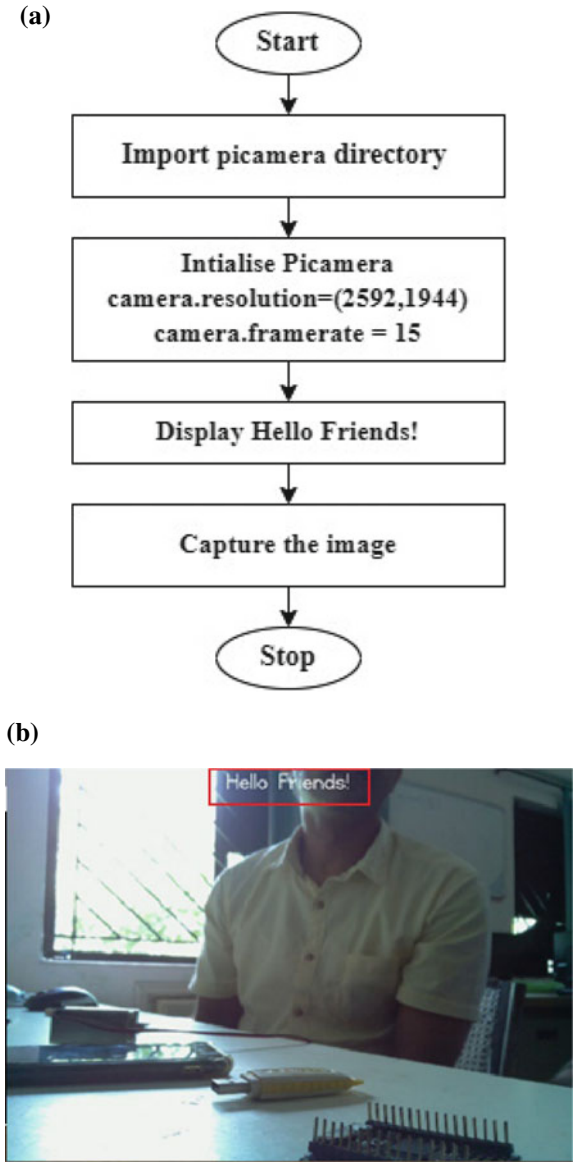 (a)
Start
Import picamera directory
Intialise Picamera
camera.resolution=(2592,1944)
camera.framerate = 15
Display Hello Friends!
Capture the image
Stop
(b)
Hello Friends!